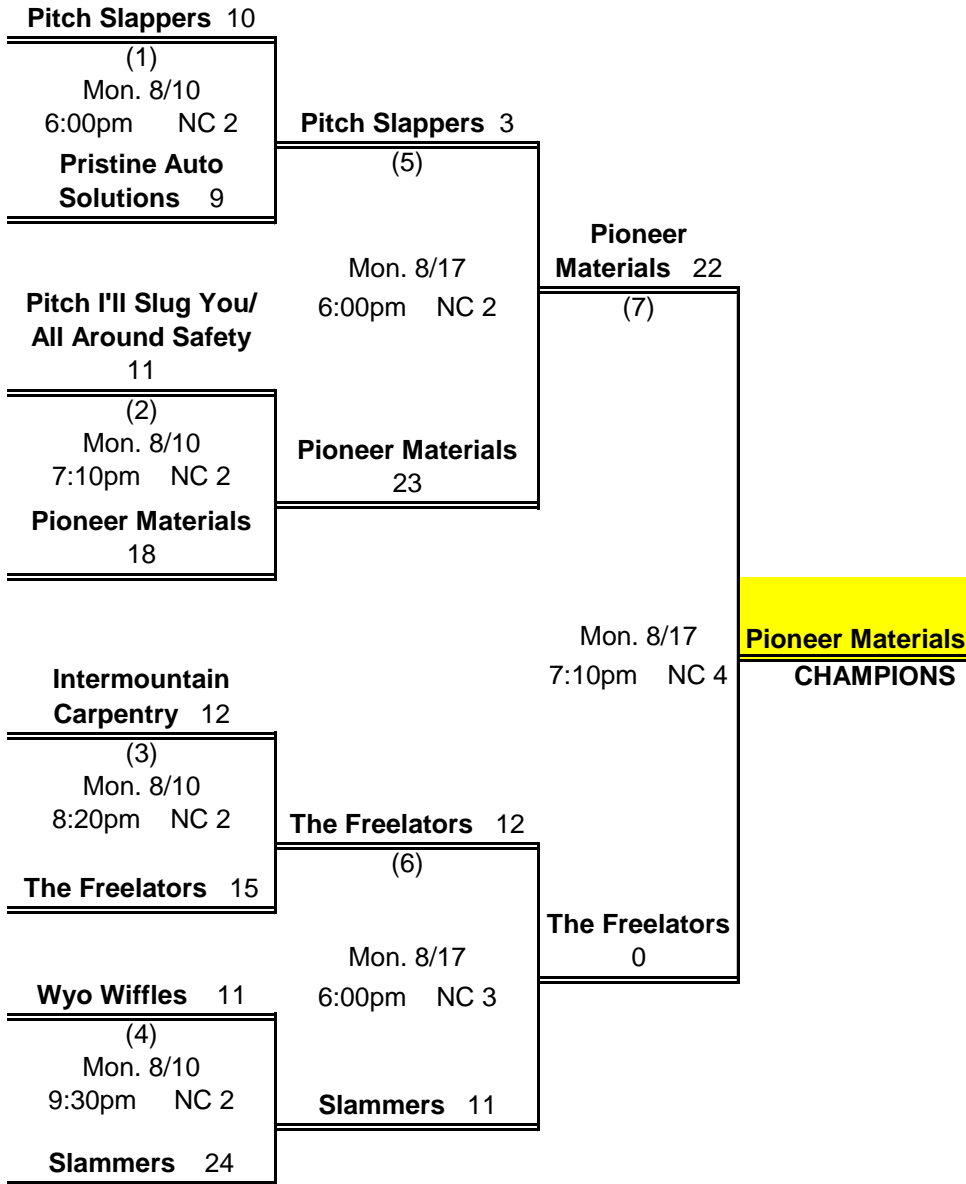 Pitch Slappers 10
(1)
Mon. 8/10
6:00pm NC 2
Pristine Auto
Solutions 9
Pitch Slappers 3
(5)
Mon. 8/17
6:00pm NC 2
Pitch I'll Slug You/
All Around Safety
11
(2)
Mon. 8/10
7:10pm NC 2
Pioneer Materials
18
Pioneer Materials
23
Pioneer
Materials 22
(7)
Mon. 8/17
7:10pm NC 4
Pioneer Materials
CHAMPIONS
Intermountain
Carpentry 12
(3)
Mon. 8/10
8:20pm NC 2
The Freelators 15
The Freelators 12
(6)
Mon. 8/17
6:00pm NC 3
The Freelators
0
Wyo Wiffles 11
(4)
Mon. 8/10
9:30pm NC 2
Slammers 24
Slammers 11